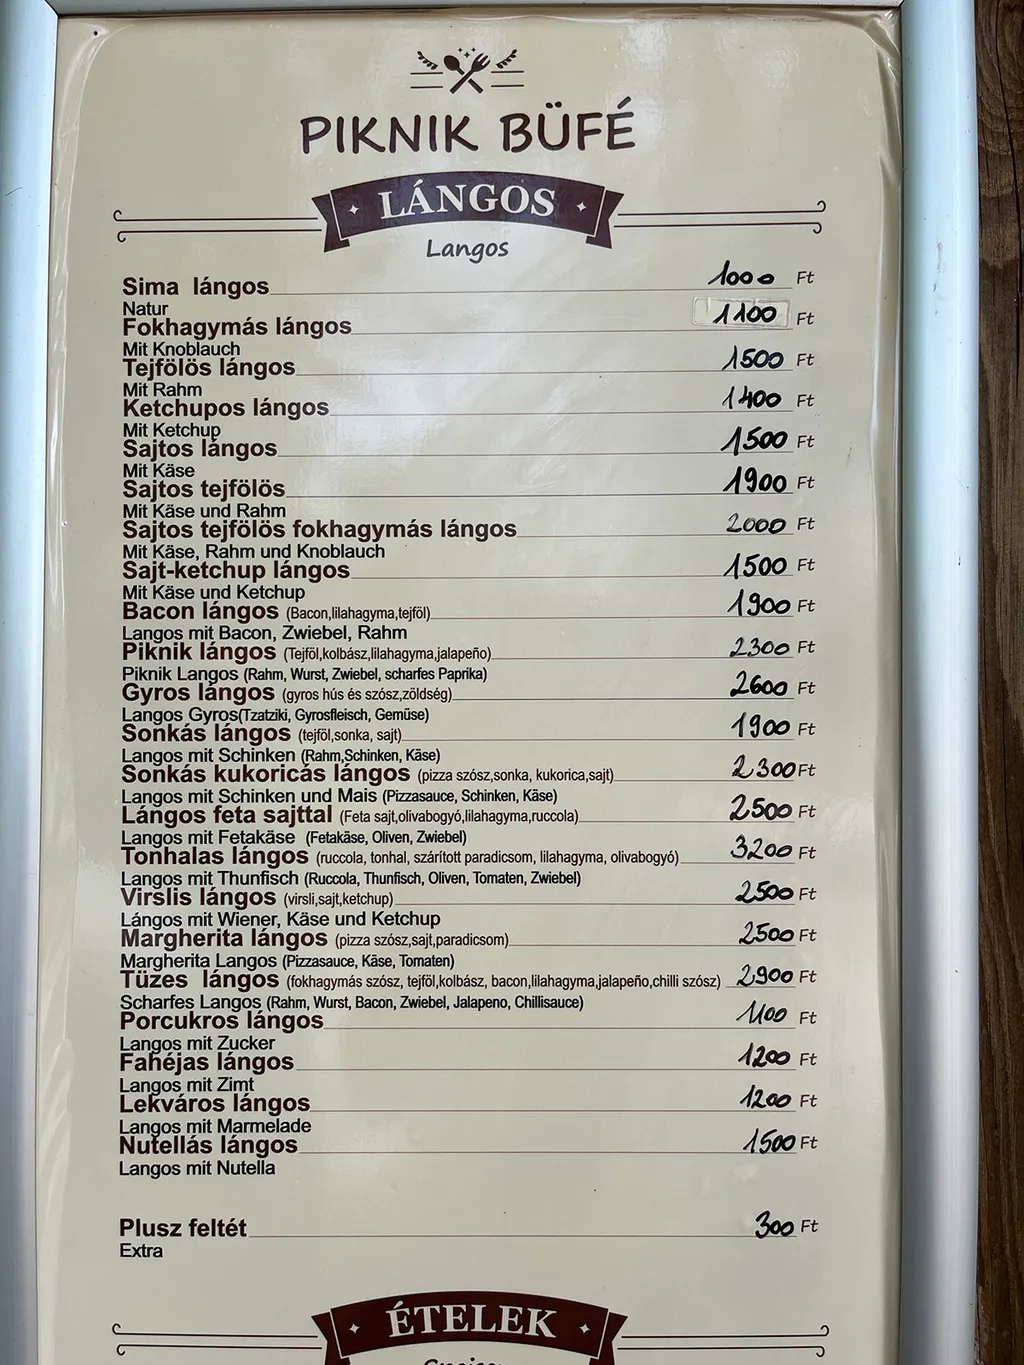 PIKNIK BÜFÉ
LÁNGOS
Langos
Sima lángos 1000 Ft
Natur
Fokhagymás lángos 1100 Ft
Mit Knoblauch
Tejfölös lángos 1500 Ft
Mit Rahm
Ketchupos lángos 1400 Ft
Mit Ketchup
Sajtos lángos 1500 Ft
Mit Käse
Sajtos tejfölös 1900 Ft
Mit Käse und Rahm
Sajtos tejfölös fokhagymás lángos 2000 Ft
Mit Käse, Rahm und Knoblauch
Sajt-ketchup lángos 1500 Ft
Mit Käse und Ketchup
Bacon lángos (Bacon,lilahagyma,tejföl) 1900 Ft
Langos mit Bacon, Zwiebel, Rahm
Piknik lángos (Tejföl,kolbász,lilahagyma,jalapeño) 2300 Ft
Piknik Langos (Rahm, Wurst, Zwiebel, scharfes Paprika)
Gyros lángos (gyros hús és szósz,zöldség) 2600 Ft
Langos Gyros(Tzatziki, Gyrosfleisch, Gemüse)
Sonkás lángos (tejföl,sonka, sajt) 1900 Ft
Langos mit Schinken (Rahm,Schinken, Käse)
Sonkás kukoricás lángos (pizza szósz,sonka, kukorica,sajt) 2300 Ft
Langos mit Schinken und Mais (Pizzasauce, Schinken, Käse)
Lángos feta sajttal (Feta sajt,olivabogyó,lilahagyma,ruccola) 2500 Ft
Langos mit Fetakäse (Fetakäse, Oliven, Zwiebel)
Tonhalas lángos (ruccola, tonhal, szárított paradicsom, lilahagyma, olivabogyó) 3200 Ft
Langos mit Thunfisch (Ruccola, Thunfisch, Oliven, Tomaten, Zwiebel)
Virslis lángos (virsli,sajt,ketchup) 2500 Ft
Lángos mit Wiener, Käse und Ketchup
Margherita lángos (pizza szósz,sajt,paradicsom) 2500 Ft
Margherita Langos (Pizzasauce, Käse, Tomaten)
Tüzes lángos (fokhagymás szósz, tejföl,kolbász, bacon,lilahagyma,jalapeño,chilli szósz) 2900 Ft
Scharfes Langos (Rahm, Wurst, Bacon, Zwiebel, Jalapeno, Chillisauce)
Porcukros lángos 1100 Ft
Langos mit Zucker
Fahéjas lángos 1200 Ft
Langos mit Zimt
Lekváros lángos 1200 Ft
Langos mit Marmelade
Nutellás lángos 1500 Ft
Langos mit Nutella
Plusz feltét 300 Ft
Extra
ÉTELEK